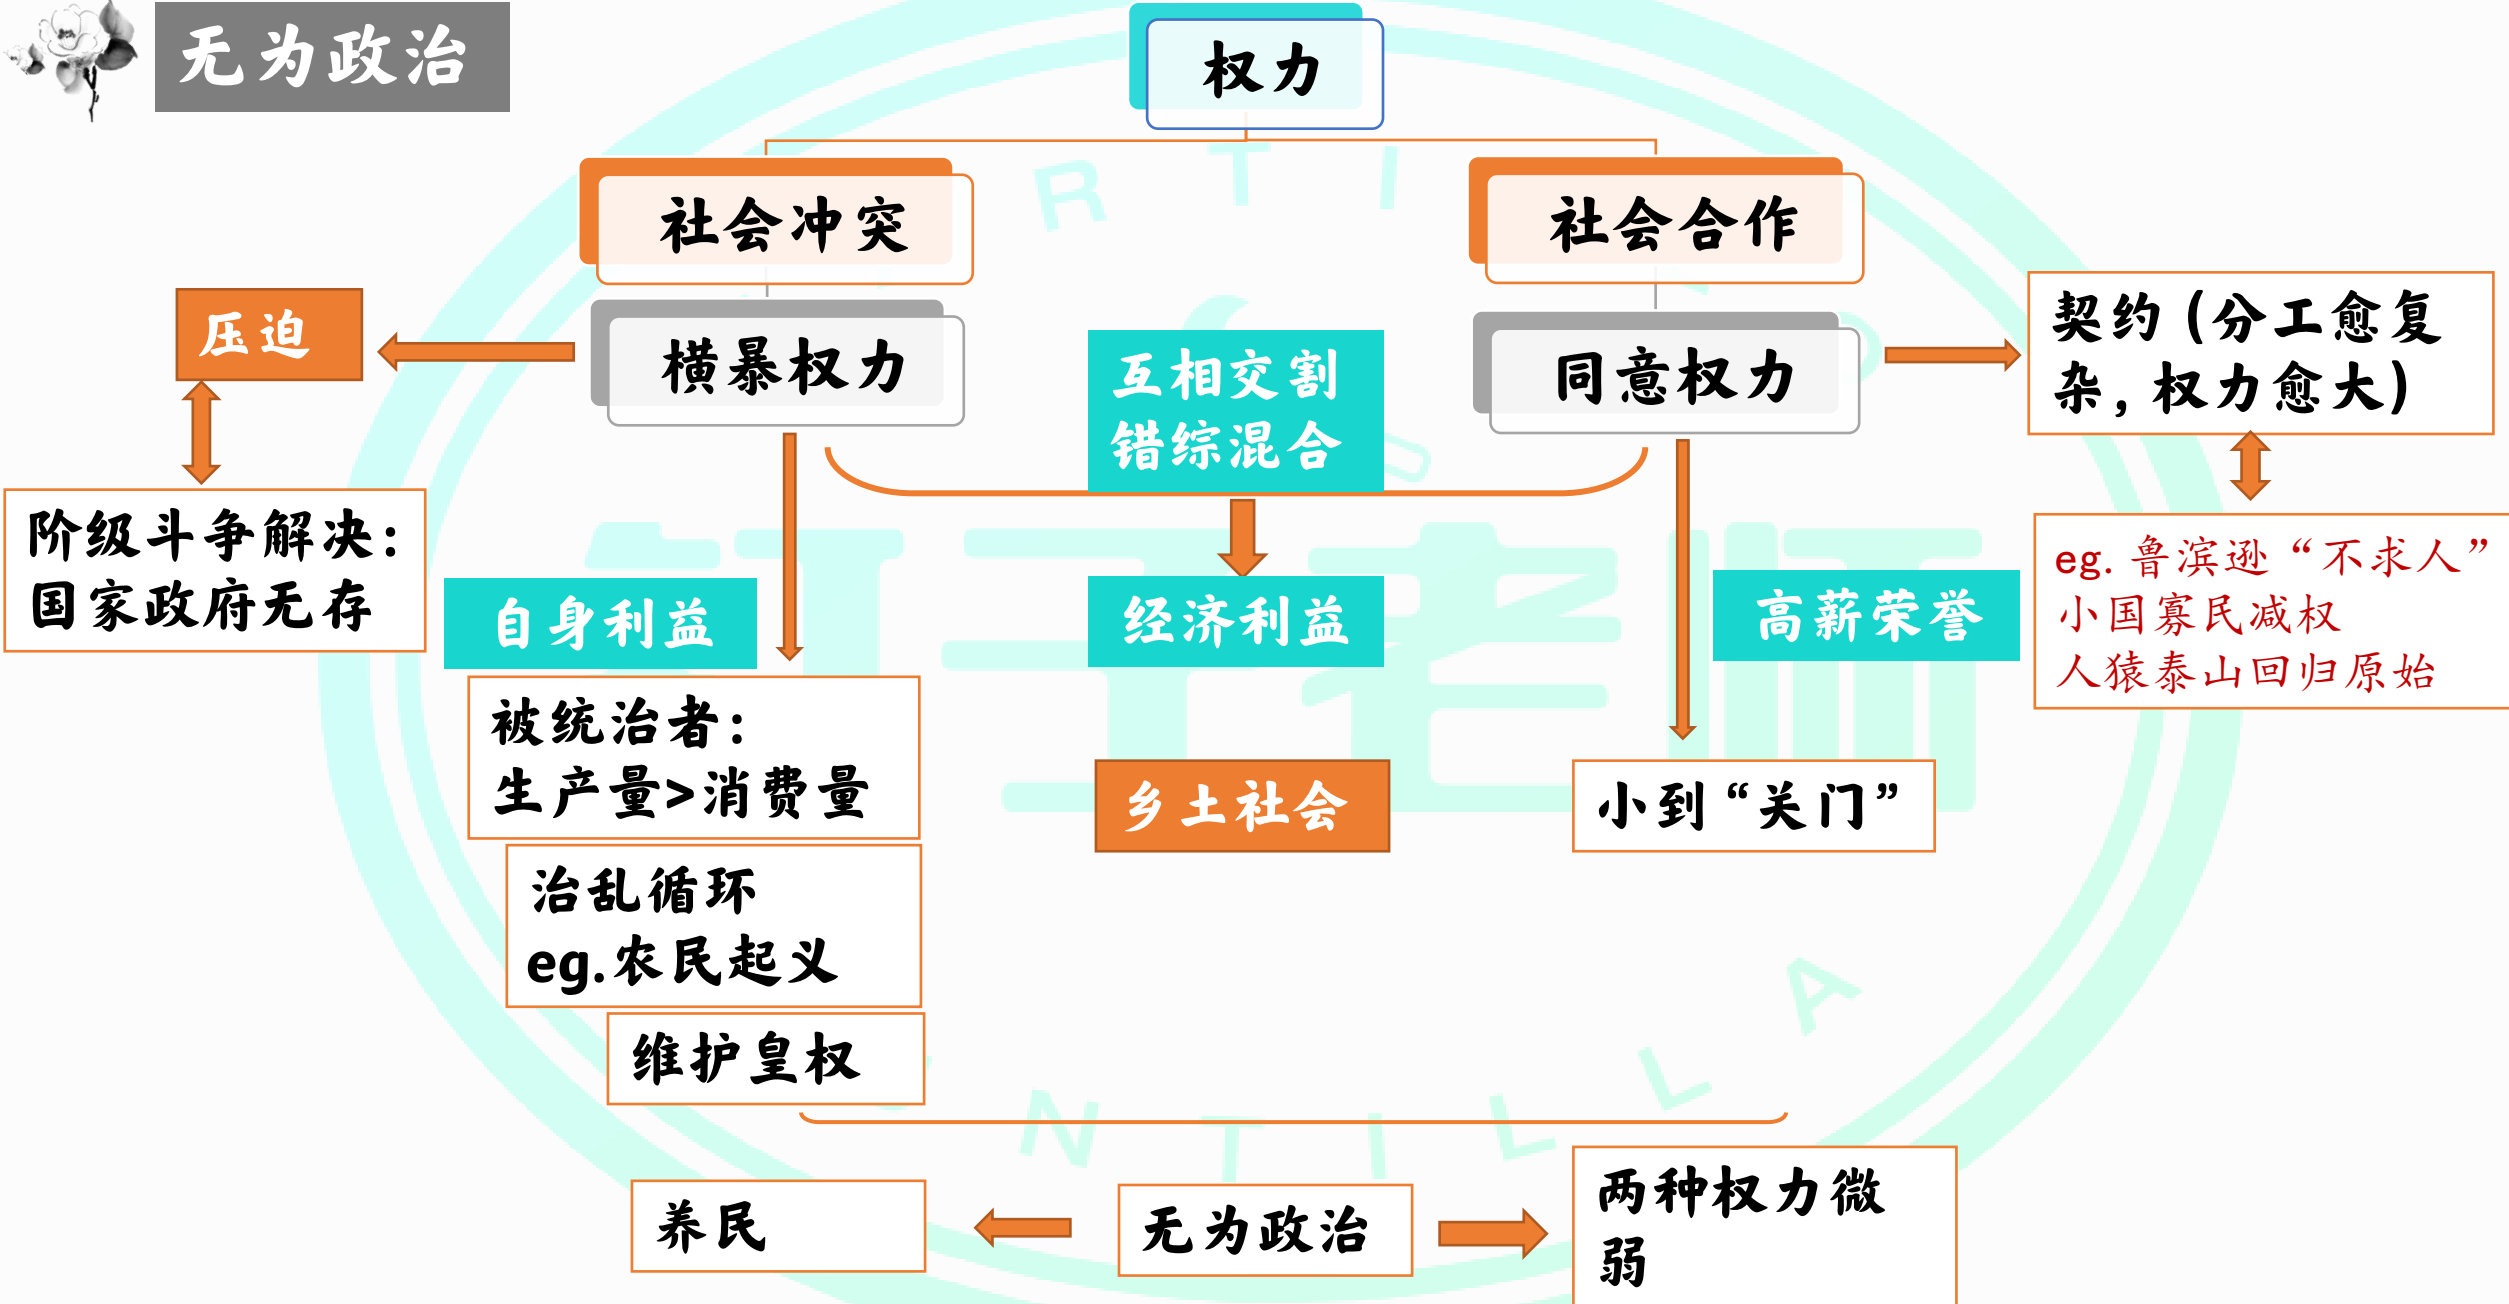 无为政治
权力
社会冲突
社会合作
压迫
横暴权力
互相交割
错综混合
同意权力
契约（分工愈复
杂，权力愈大）
阶级斗争解决：
国家政府无存
自身利益
经济利益
高薪荣誉
eg. 鲁滨逊“不求人”
小国寡民减权
人猿泰山回归原始
被统治者：
生产量>消费量
乡土社会
小到“关门”
治乱循环
eg.农民起义
维护皇权
养民
无为政治
两种权力微
弱
R T I
N T I L L A